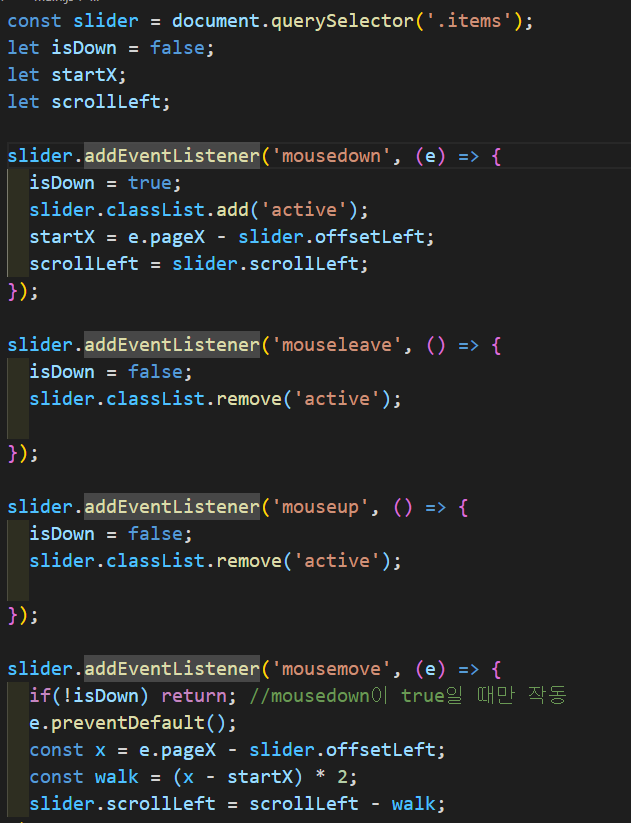 const slider = document.querySelector('.items');
let isDown = false;
let startX;
let scrollLeft;
slider.addEventListener('mousedown', (e) => {
isDown = true;
slider.classList.add('active');
startX = e.pageX - slider.offsetLeft;
scrollLeft = slider.scrollLeft;
});
slider.addEventListener('mouseleave', () => {
isDown = false;
slider.classList.remove('active');
});
slider.addEventListener('mouseup', () => {
isDown = false;
slider.classList.remove('active');
});
slider.addEventListener('mousemove', (e) => {
if(!isDown) return; //mousedown이 true일 때만 작동
e.preventDefault();
const x = e.pageX - slider.offsetLeft;
const walk = (x - startX) * 2;
slider.scrollLeft = scrollLeft - walk;